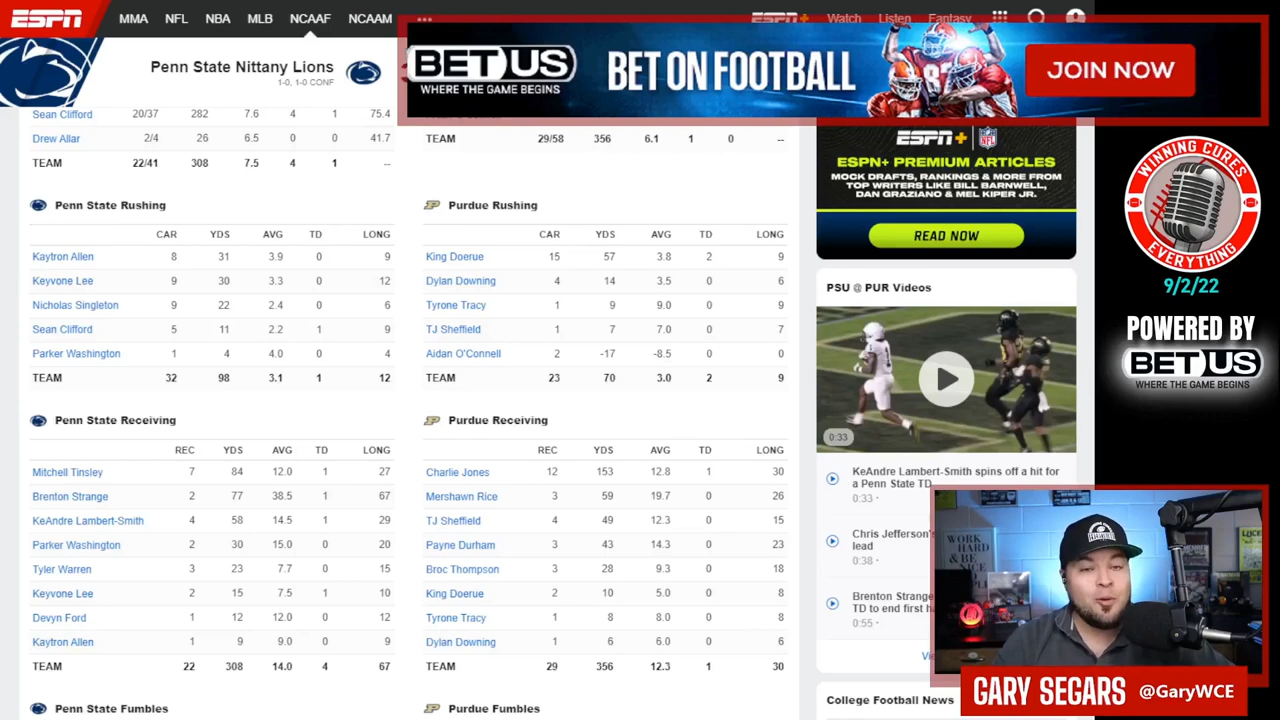 ESPN MMA NFL NBA MLB NCAAF NCAAM ... ESPN+ Watch Listen Fantasy
BETUS
WHERE THE GAME BEGINS
BET ON FOOTBALL
JOIN NOW
Penn State Nittany Lions
1-0, 1-0 CONF
Sean Clifford 20/37 282 7.6 4 1 75.4
Drew Allar 2/4 26 6.5 0 0 41.7
TEAM 22/41 308 7.5 4 1 --
29/58 356 6.1 1 0 --
Penn State Rushing
CAR YDS AVG TD LONG
Kaytron Allen 8 31 3.9 0 9
Keyvone Lee 9 30 3.3 0 12
Nicholas Singleton 9 22 2.4 0 6
Sean Clifford 5 11 2.2 1 9
Parker Washington 1 4 4.0 0 4
TEAM 32 98 3.1 1 12
Purdue Rushing
CAR YDS AVG TD LONG
King Doerue 15 57 3.8 2 9
Dylan Downing 4 14 3.5 0 6
Tyrone Tracy 1 9 9.0 0 9
TJ Sheffield 1 7 7.0 0 7
Aidan O'Connell 2 -17 -8.5 0 0
TEAM 23 70 3.0 2 9
Penn State Receiving
REC YDS AVG TD LONG
Mitchell Tinsley 7 84 12.0 1 27
Brenton Strange 2 77 38.5 1 67
KeAndre Lambert-Smith 4 58 14.5 1 29
Parker Washington 2 30 15.0 0 20
Tyler Warren 3 23 7.7 0 15
Keyvone Lee 2 15 7.5 1 10
Devyn Ford 1 12 12.0 0 12
Kaytron Allen 1 9 9.0 0 9
TEAM 22 308 14.0 4 67
Purdue Receiving
REC YDS AVG TD LONG
Charlie Jones 12 153 12.8 1 30
Mershawn Rice 3 59 19.7 0 26
TJ Sheffield 4 49 12.3 0 15
Payne Durham 3 43 14.3 0 23
Broc Thompson 3 28 9.3 0 18
King Doerue 2 10 5.0 0 8
Tyrone Tracy 1 8 8.0 0 8
Dylan Downing 1 6 6.0 0 6
TEAM 29 356 12.3 1 30
Penn State Fumbles
Purdue Fumbles
ESPN+ NFL
ESPN+ PREMIUM ARTICLES
MOCK DRAFTS, RANKINGS & MORE FROM
TOP WRITERS LIKE BILL BARNWELL,
DAN GRAZIANO & MEL KIPER JR.
READ NOW
PSU @ PUR Videos
0:33
KeAndre Lambert-Smith spins off a hit for
a Penn State TD
0:33
Chris Jefferson's
lead
0:38
Brenton Strange
TD to end first
0:55
College Football News
WINNING CURES
EVERYTHING
9/2/22
POWERED BY
BETUS
WHERE THE GAME BEGINS
WORK
HARD &
BE NICE
GARY SEGARS @GaryWCE